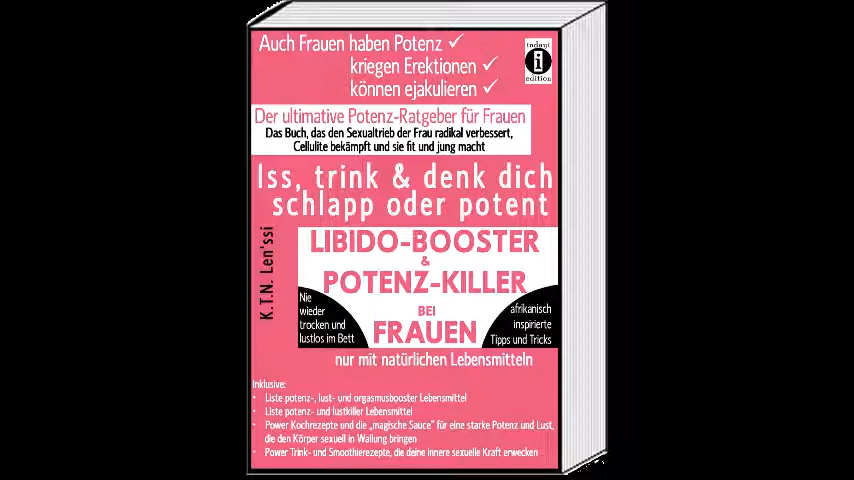 Auch Frauen haben Potenz ✓
kriegen Erektionen ✓
können ejakulieren ✓
indayi
i
edition
Der ultimative Potenz-Ratgeber für Frauen
Das Buch, das den Sexualtrieb der Frau radikal verbessert,
Cellulite bekämpft und sie fit und jung macht
Iss, trink & denk dich
schlapp oder potent
K.T.N. Len'ssi
LIBIDO-BOOSTER
&
POTENZ-KILLER
BEI
FRAUEN
Nie
wieder
trocken und
lustlos im Bett
afrikanisch
inspirierte
Tipps und Tricks
nur mit natürlichen Lebensmitteln
Inklusive:
• Liste potenz-, lust- und orgasmusbooster Lebensmittel
• Liste potenz- und lustkiller Lebensmittel
• Power Kochrezepte und die „magische Sauce" für eine starke Potenz und Lust,
die den Körper sexuell in Wallung bringen
• Power Trink- und Smoothierezepte, die deine innere sexuelle Kraft erwecken